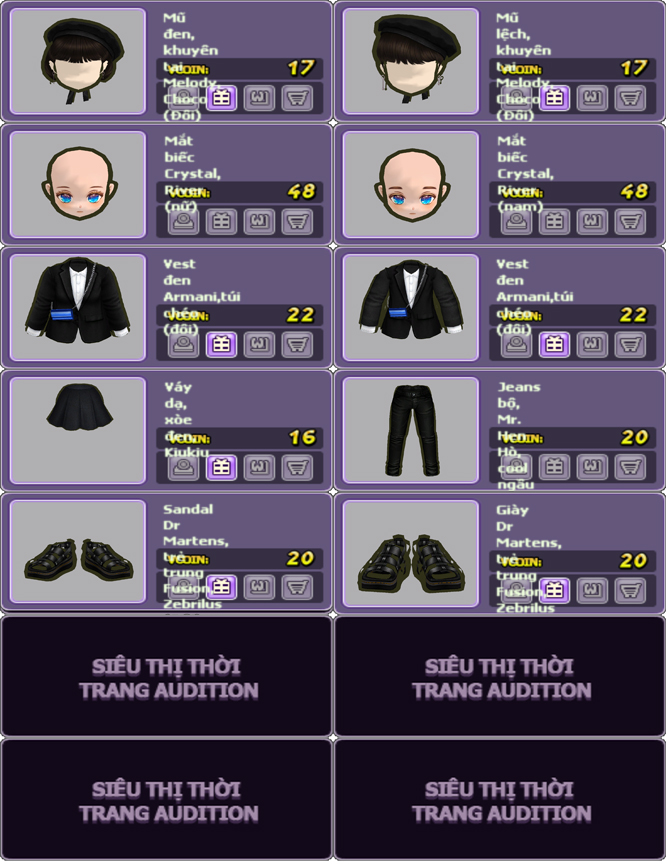 Mũ
đen,
khuyên
tai
Melody,
Choco
(Đôi)
VCOIN:
17
Mũ
lệch,
khuyên
tai
Melody,
Choco
(Đôi)
VCOIN:
17
Mắt
biếc
Crystal,
River
(nữ)
VCOIN:
48
Mắt
biếc
Crystal,
River
(nam)
VCOIN:
48
Vest
đen
Armani,túi
chéo
(đôi)
VCOIN:
22
Vest
đen
Armani,túi
chéo
(đôi)
VCOIN:
22
Váy
dạ,
xòe
đen,
Kiukiu
VCOIN:
16
Jeans
bộ,
Mr.
Hẹn
Hò,
cool
ngầu
VCOIN:
20
Sandal
Dr
Martens,
trẻ
trung
Fusion,
Zebrilus
VCOIN:
20
Giày
Dr
Martens,
trẻ
trung
Fusion,
Zebrilus
VCOIN:
20
SIÊU THỊ THỜI
TRANG AUDITION
SIÊU THỊ THỜI
TRANG AUDITION
SIÊU THỊ THỜI
TRANG AUDITION
SIÊU THỊ THỜI
TRANG AUDITION